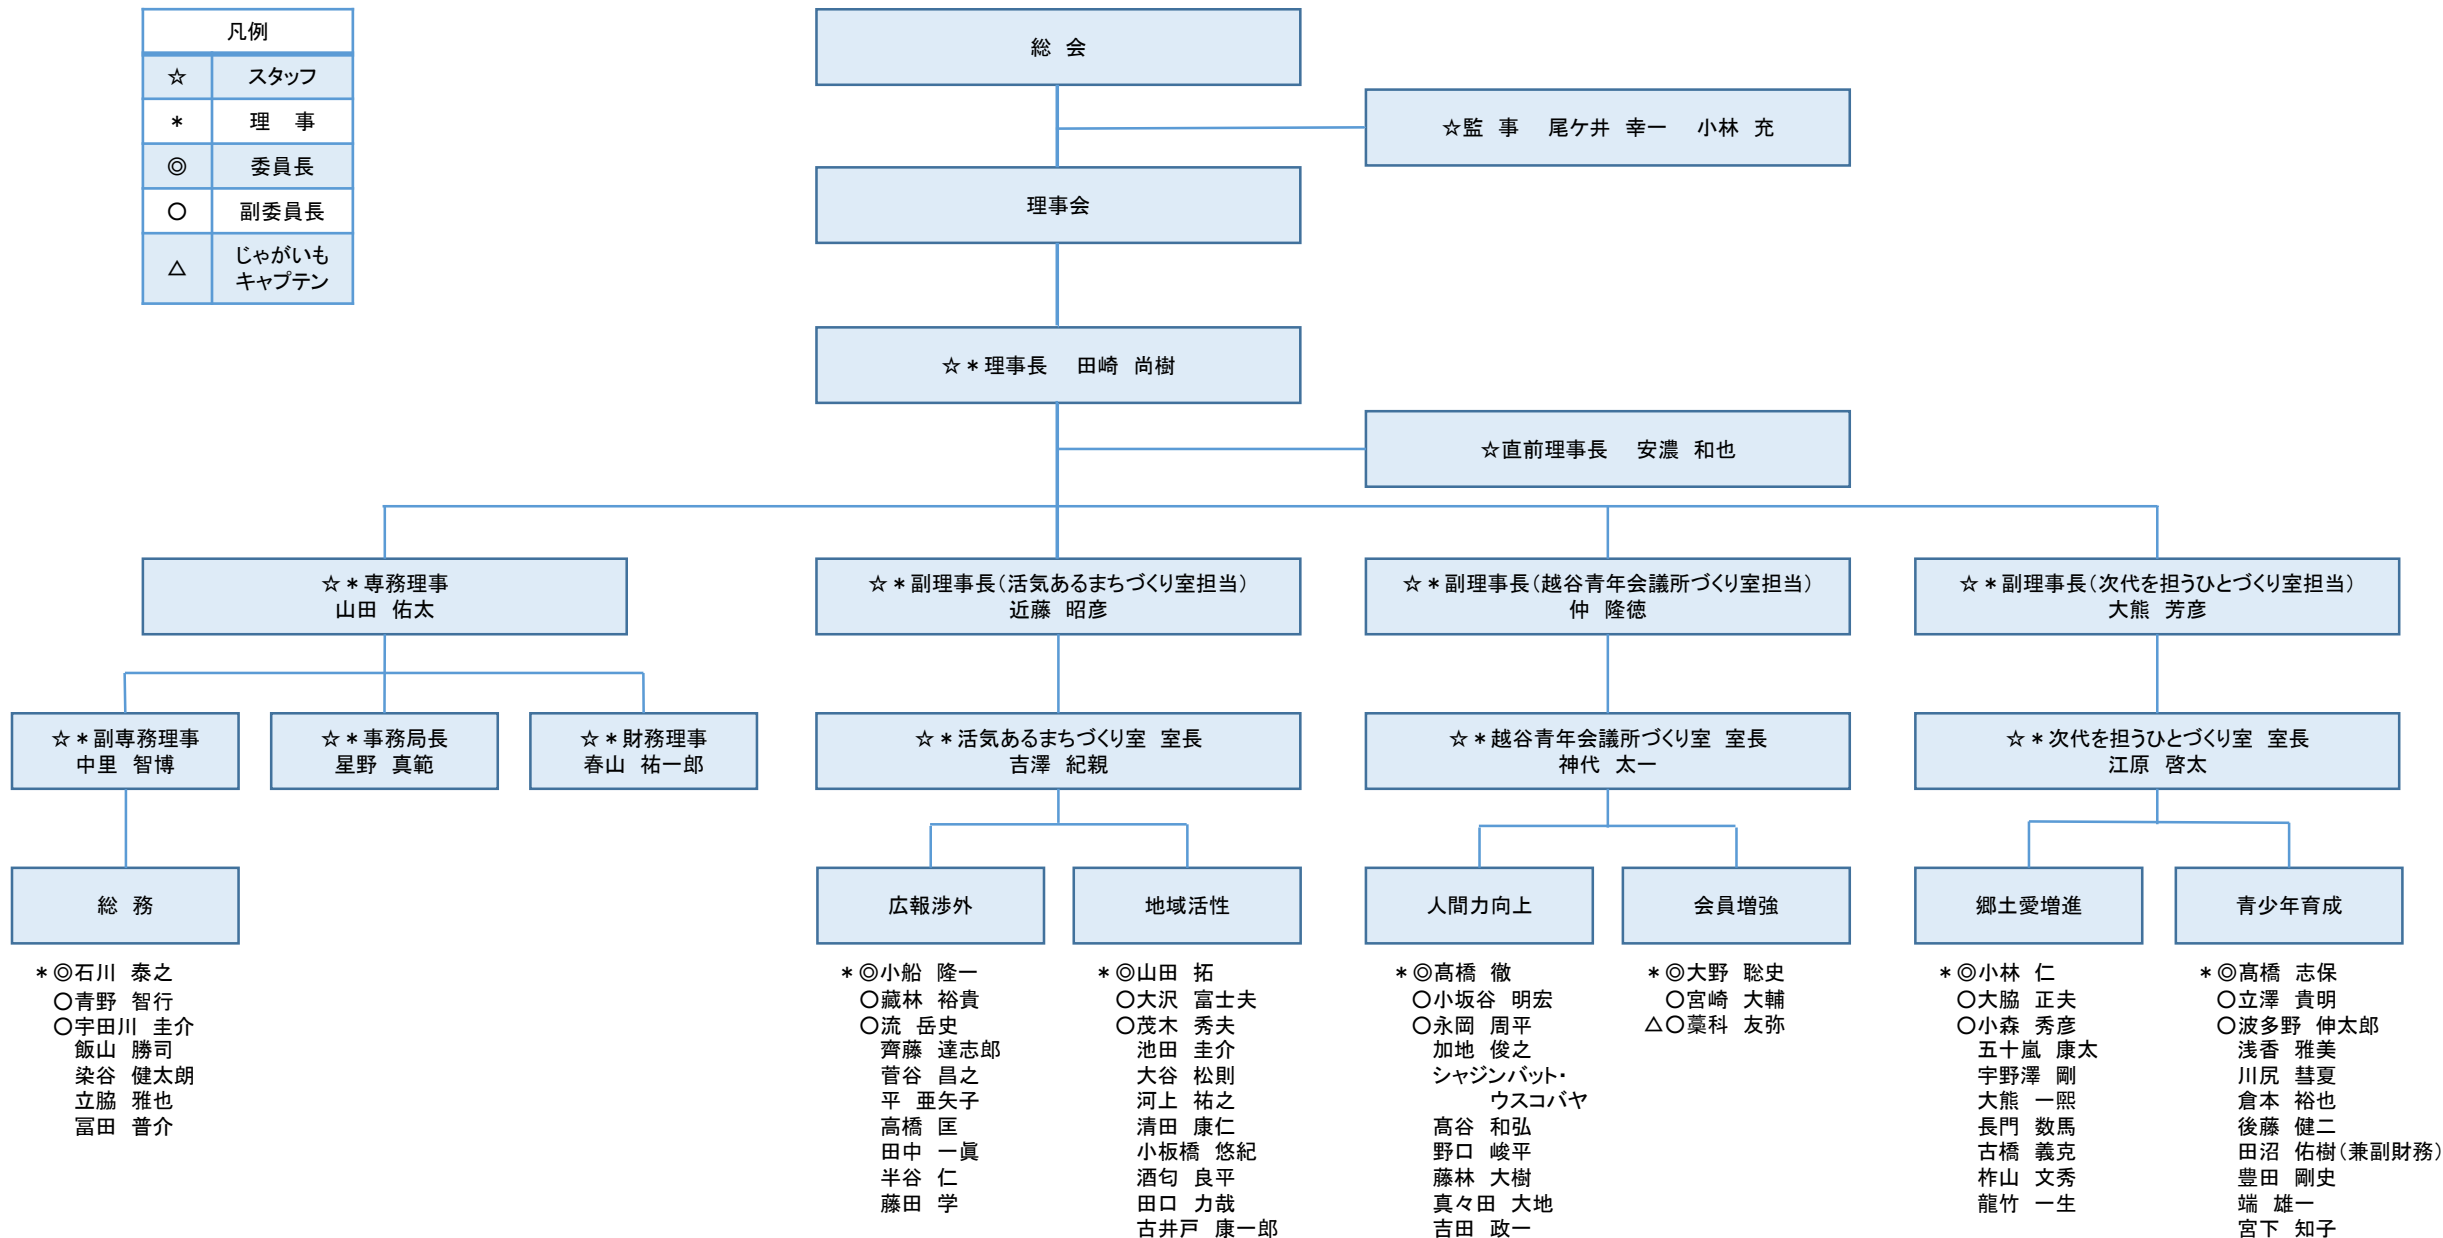 凡例
☆ スタッフ
＊ 理　事
◎ 委員長
〇 副委員長
△ じゃがいも
キャプテン
総　会
☆監　事　尾ケ井　幸一　小林　充
理事会
☆＊理事長　田崎　尚樹
☆直前理事長　安濃　和也
☆＊専務理事
山田　佑太
☆＊副理事長（活気あるまちづくり室担当）
近藤　昭彦
☆＊副理事長（越谷青年会議所づくり室担当）
仲　隆徳
☆＊副理事長（次代を担うひとづくり室担当）
大熊　芳彦
☆＊副専務理事
中里　智博
☆＊事務局長
星野　真範
☆＊財務理事
春山　祐一郎
☆＊活気あるまちづくり室　室長
吉澤　紀親
☆＊越谷青年会議所づくり室　室長
神代　太一
☆＊次代を担うひとづくり室　室長
江原　啓太
総　務
＊◎石川　泰之
〇青野　智行
〇宇田川　圭介
飯山　勝司
染谷　健太朗
立脇　雅也
冨田　普介
広報渉外
＊◎小船　隆一
〇藏林　裕貴
〇流　岳史
齊藤　達志郎
菅谷　昌之
平　亜矢子
高橋　匡
田中　一眞
半谷　仁
藤田　学
地域活性
＊◎山田　拓
〇大沢　富士夫
〇茂木　秀夫
池田　圭介
大谷　松則
河上　祐之
清田　康仁
小板橋　悠紀
酒匂　良平
田口　力哉
古井戸　康一郎
人間力向上
＊◎髙橋　徹
〇小坂谷　明宏
〇永岡　周平
加地　俊之
シャジンバット・
ウスコバヤ
髙谷　和弘
野口　峻平
藤林　大樹
真々田　大地
吉田　政一
会員増強
＊◎大野　聡史
〇宮崎　大輔
△〇藁科　友弥
郷土愛増進
＊◎小林　仁
〇大脇　正夫
〇小森　秀彦
五十嵐　康太
宇野澤　剛
大熊　一熙
長門　数馬
古橋　義克
柞山　文秀
龍竹　一生
青少年育成
＊◎髙橋　志保
〇立澤　貴明
〇波多野　伸太郎
浅香　雅美
川尻　彗夏
倉本　裕也
後藤　健二
田沼　佑樹（兼副財務）
豊田　剛史
端　雄一
宮下　知子